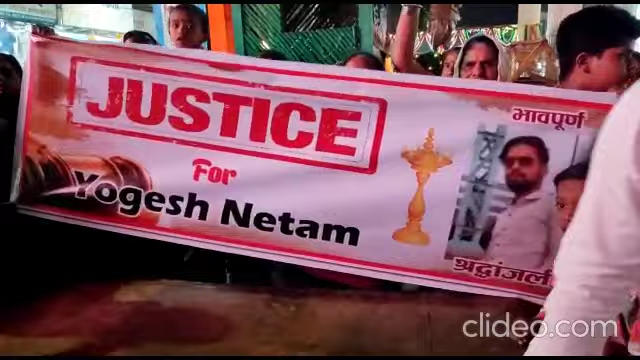 JUSTICE
For
Yogesh Netam
भावपूर्ण
श्रद्धांजली
clideo.com